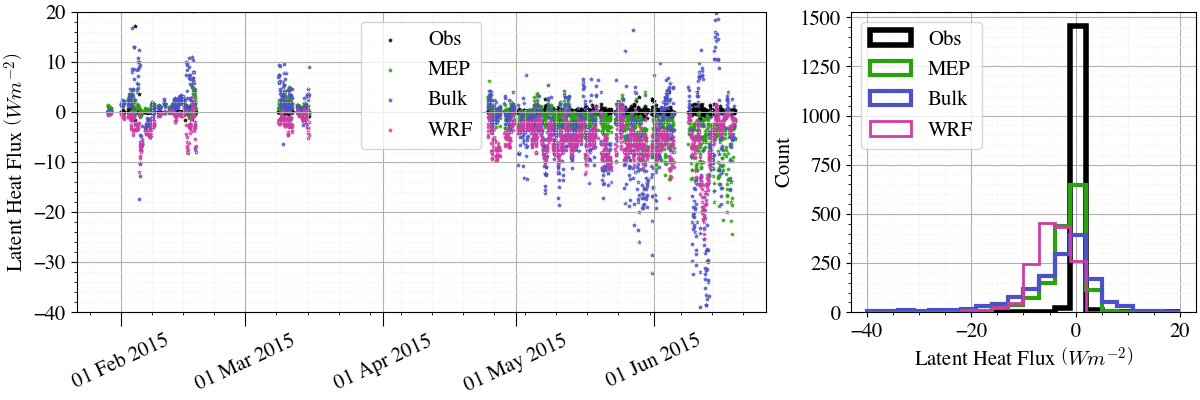 20
10
0
−10
−20
−30
−40
Latent Heat Flux (Wm−2)
01 Feb 2015
01 Mar 2015
01 Apr 2015
01 May 2015
01 Jun 2015
Obs
MEP
Bulk
WRF
1500
1250
1000
750
500
250
0
Count
−40
−20
0
20
Latent Heat Flux (Wm−2)
Obs
MEP
Bulk
WRF